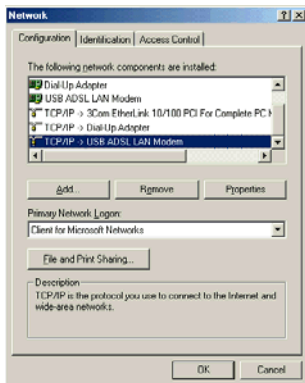 Network
Configuration Identification Access Control
The following network components are installed:
Dial-Up Adapter
USB ADSL LAN Modem
TCP/IP -> 3Com EtherLink 10/100 PCI For Complete PC
TCP/IP -> Dial-Up Adapter
TCP/IP -> USB ADSL LAN Modem
Add...
Remove
Properties
Primary Network Logon:
Client for Microsoft Networks
File and Print Sharing...
Description
TCP/IP is the protocol you use to connect to the Internet and
wide-area networks.
OK
Cancel